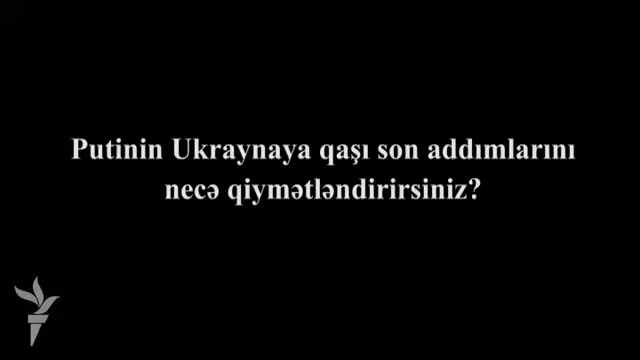 Putinin Ukraynaya qaşı son addımlarını
necə qiymətləndirirsiniz?